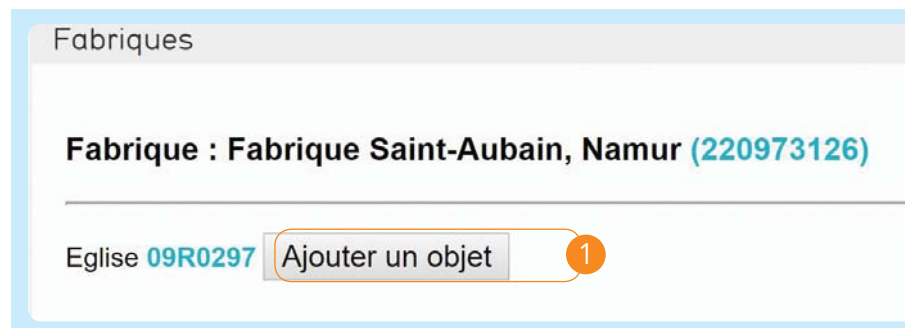 Fabriques
Fabrique : Fabrique Saint-Aubain, Namur (220973126)
Eglise 09R0297 Ajouter un objet 1